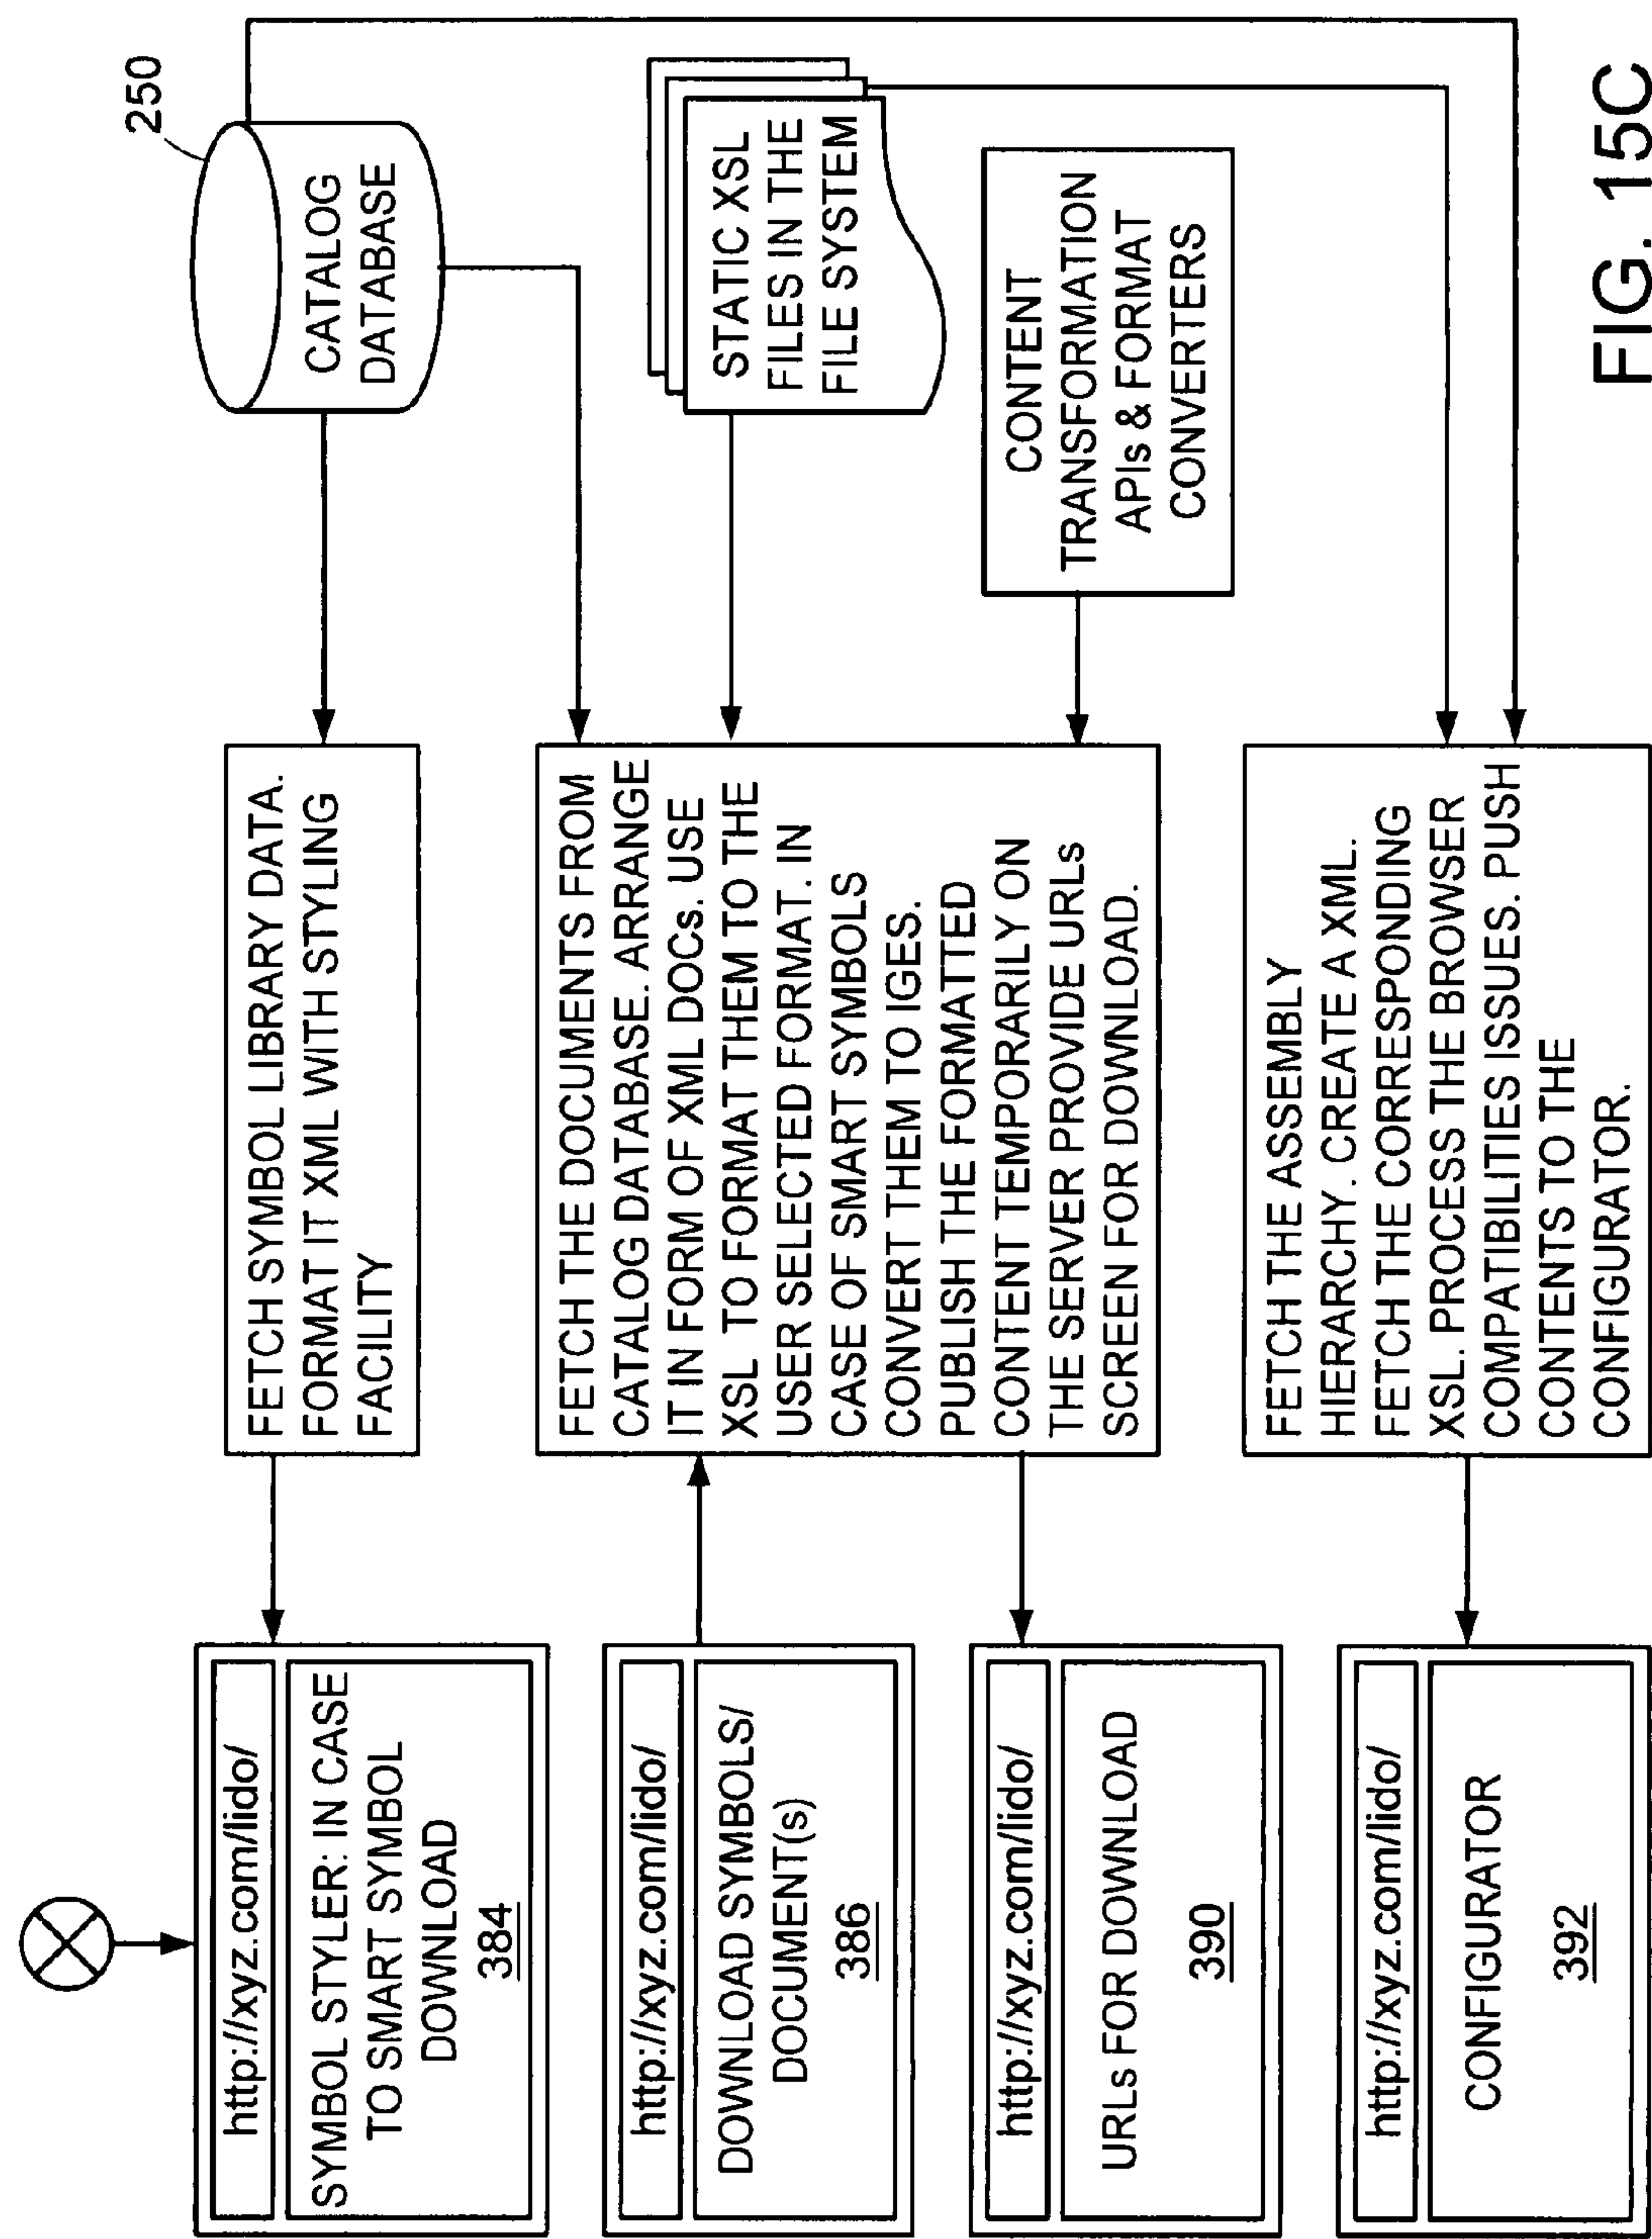 http://xyz.com/lido/
SYMBOL STYLER: IN CASE
TO SMART SYMBOL
DOWNLOAD
384
http://xyz.com/lido/
DOWNLOAD SYMBOLS/
DOCUMENT(s)
386
http://xyz.com/lido/
URLs FOR DOWNLOAD
390
http://xyz.com/lido/
CONFIGURATOR
392
FETCH SYMBOL LIBRARY DATA.
FORMAT IT XML WITH STYLING
FACILITY
FETCH THE DOCUMENTS FROM
CATALOG DATABASE. ARRANGE
IT IN FORM OF XML DOCs. USE
XSL TO FORMAT THEM TO THE
USER SELECTED FORMAT. IN
CASE OF SMART SYMBOLS
CONVERT THEM TO IGES.
PUBLISH THE FORMATTED
CONTENT TEMPORARILY ON
THE SERVER PROVIDE URLs
SCREEN FOR DOWNLOAD.
FETCH THE ASSEMBLY
HIERARCHY. CREATE A XML.
FETCH THE CORRESPONDING
XSL. PROCESS THE BROWSER
COMPATIBILITIES ISSUES. PUSH
CONTENTS TO THE
CONFIGURATOR.
250
CATALOG
DATABASE
STATIC XSL
FILES IN THE
FILE SYSTEM
CONTENT
TRANSFORMATION
APIs & FORMAT
CONVERTERS
FIG. 15C